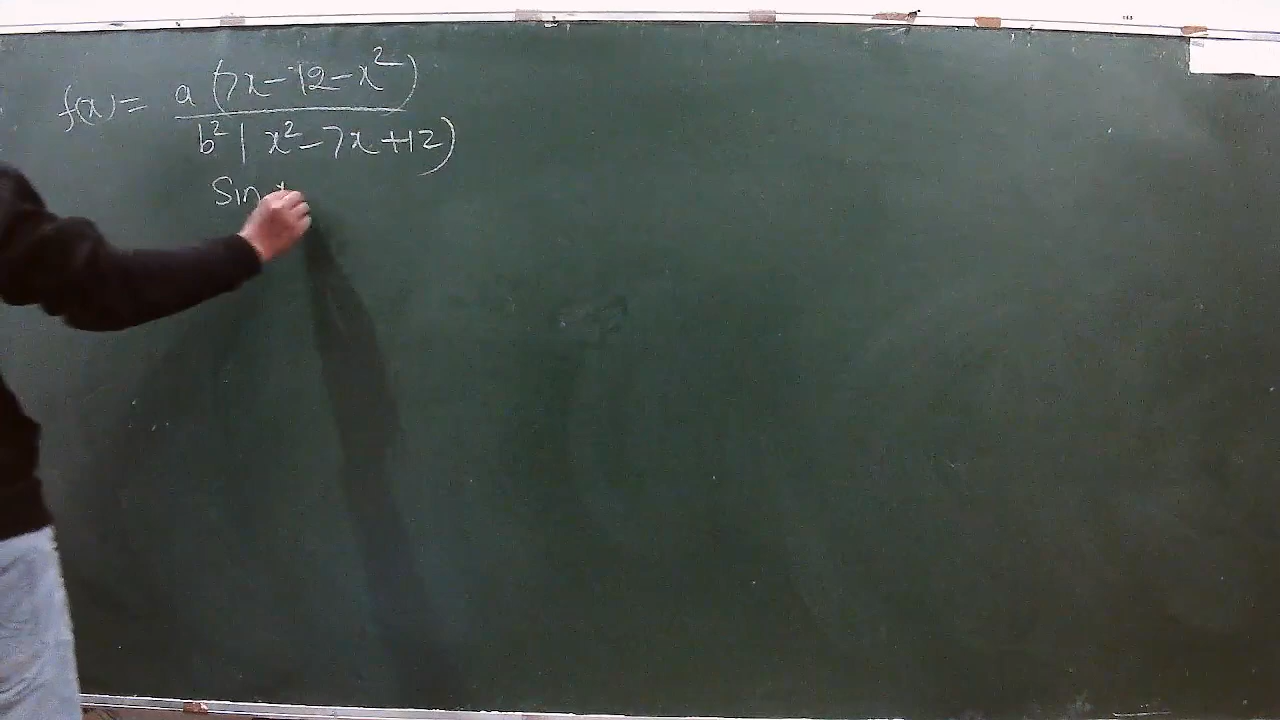 f(x) = a (7x-12-x²)
b² | x²-7x+12)
Sin